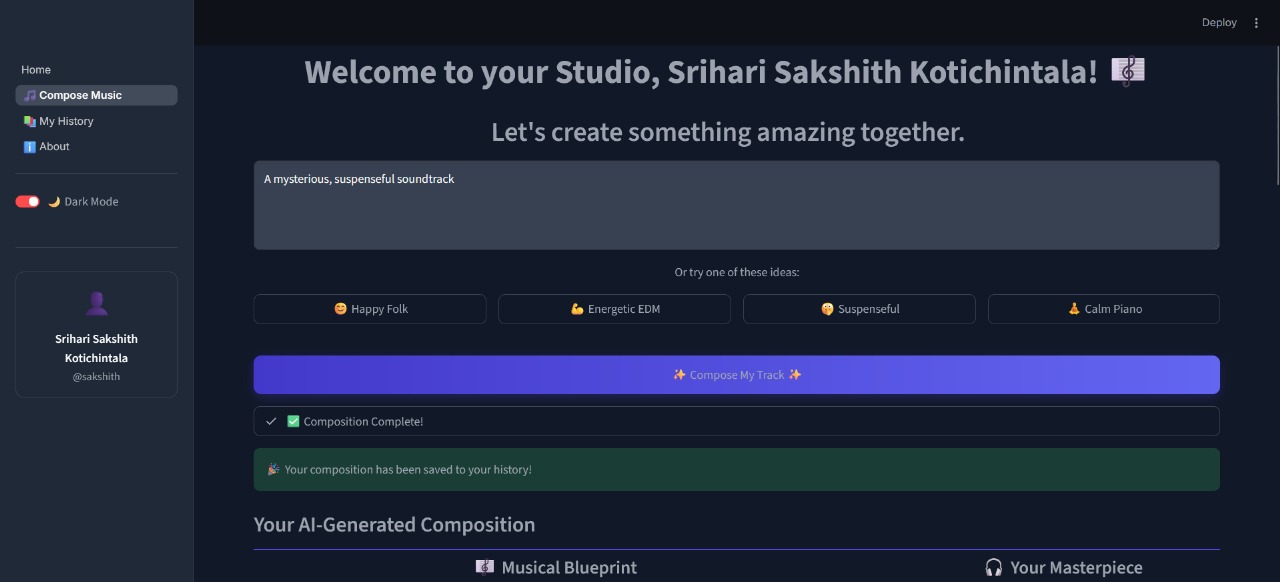 Deploy
Home
Compose Music
My History
About
Dark Mode
Srihari Sakshith
Kotichintala
@sakshith
Welcome to your Studio, Srihari Sakshith Kotichintala!
Let's create something amazing together.
A mysterious, suspenseful soundtrack
Or try one of these ideas:
Happy Folk
Energetic EDM
Suspenseful
Calm Piano
✨ Compose My Track ✨
✅ Composition Complete!
🎉 Your composition has been saved to your history!
Your AI-Generated Composition
Musical Blueprint
Your Masterpiece